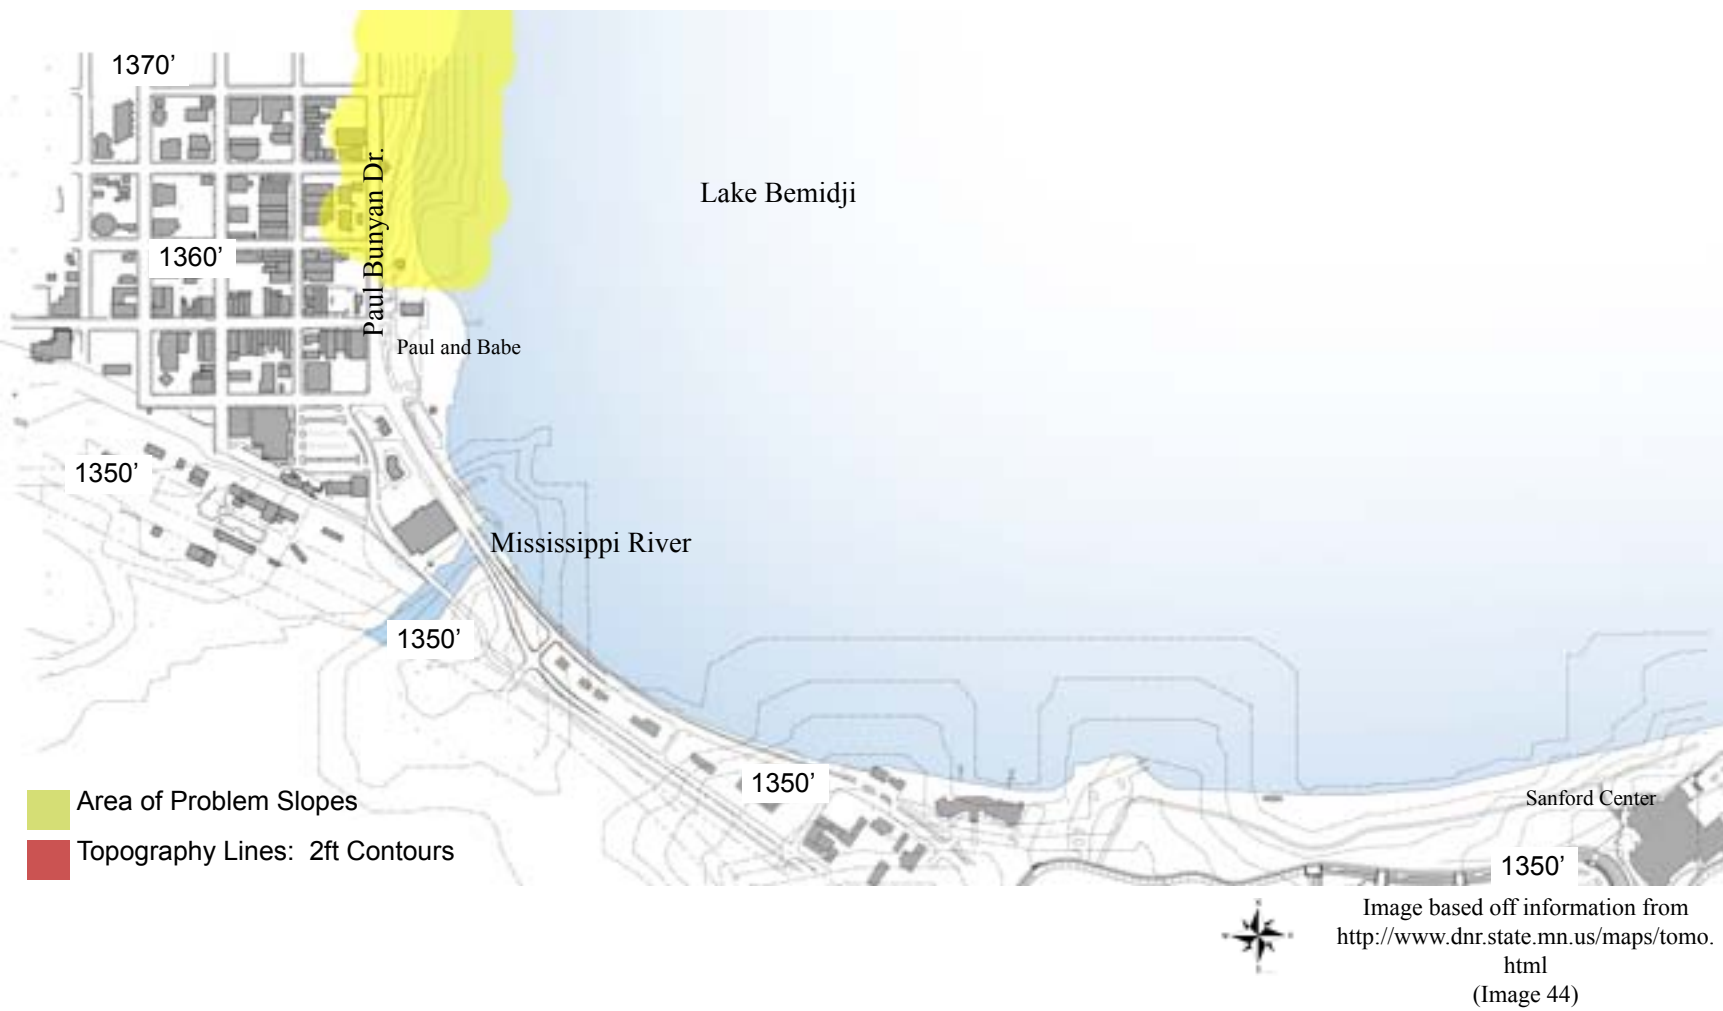 1370’
Paul Bunyan Dr.
Lake Bemidji
1360’
Paul and Babe
1350’
Mississippi River
1350’
1350’
Sanford Center
1350’
Area of Problem Slopes
Topography Lines: 2ft Contours
Image based off information from
http://www.dnr.state.mn.us/maps/tomo.
html
(Image 44)